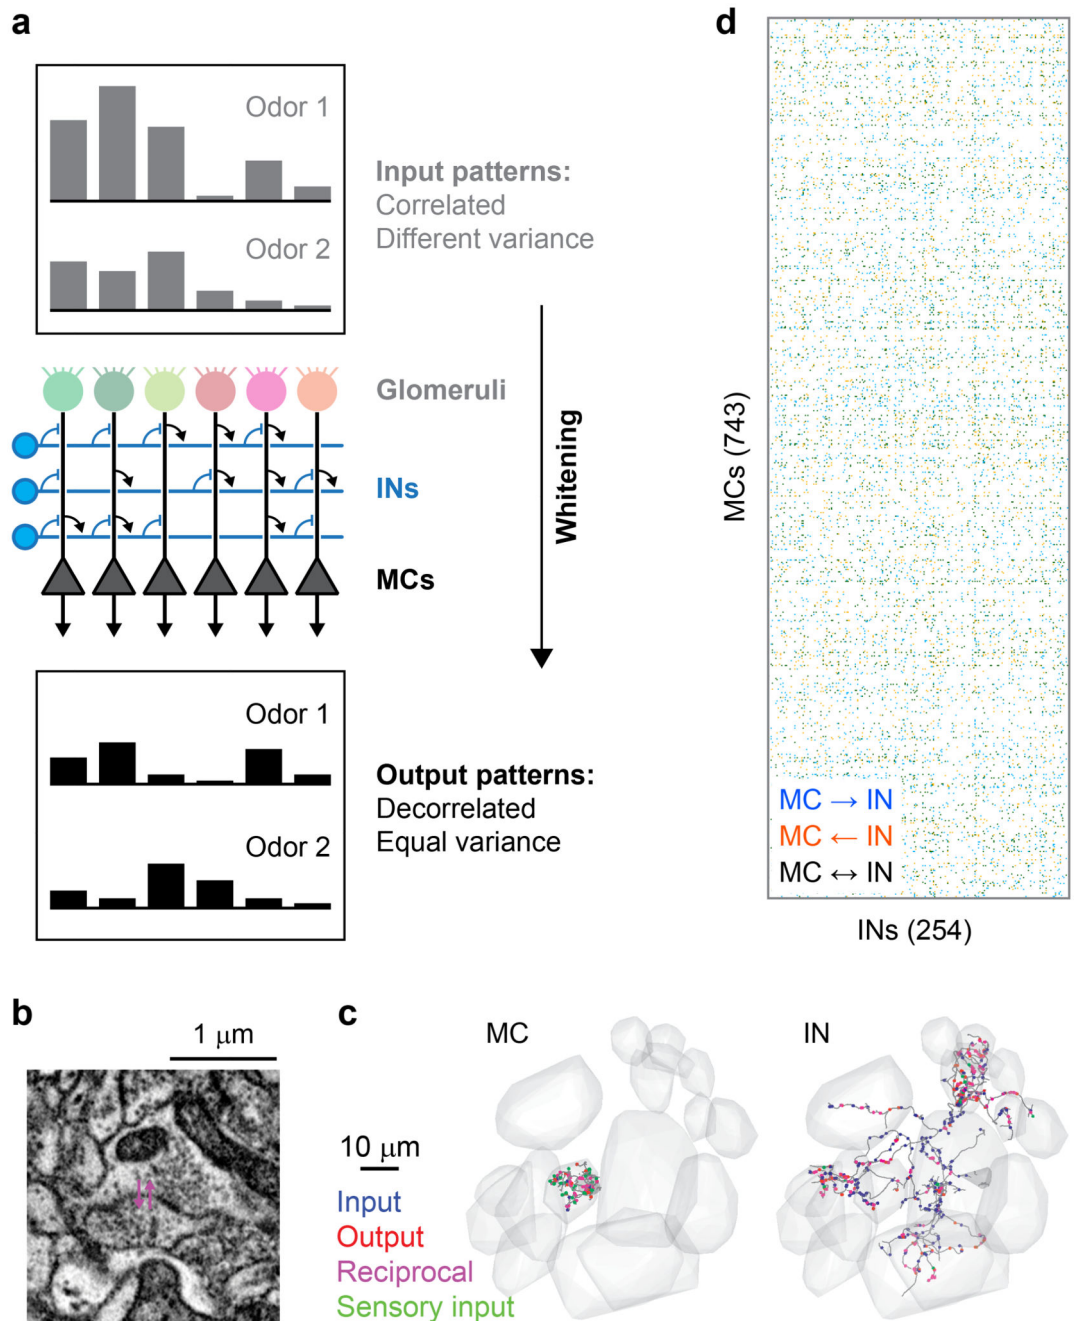 a
Odor 1
Odor 2
Input patterns:
Correlated
Different variance
Glomeruli
INs
MCs
Whitening
Odor 1
Odor 2
Output patterns:
Decorrelated
Equal variance
d
MCs (743)
MC → IN
MC ← IN
MC ↔ IN
INs (254)
b
1 μm
c
MC
IN
10 μm
Input
Output
Reciprocal
Sensory input